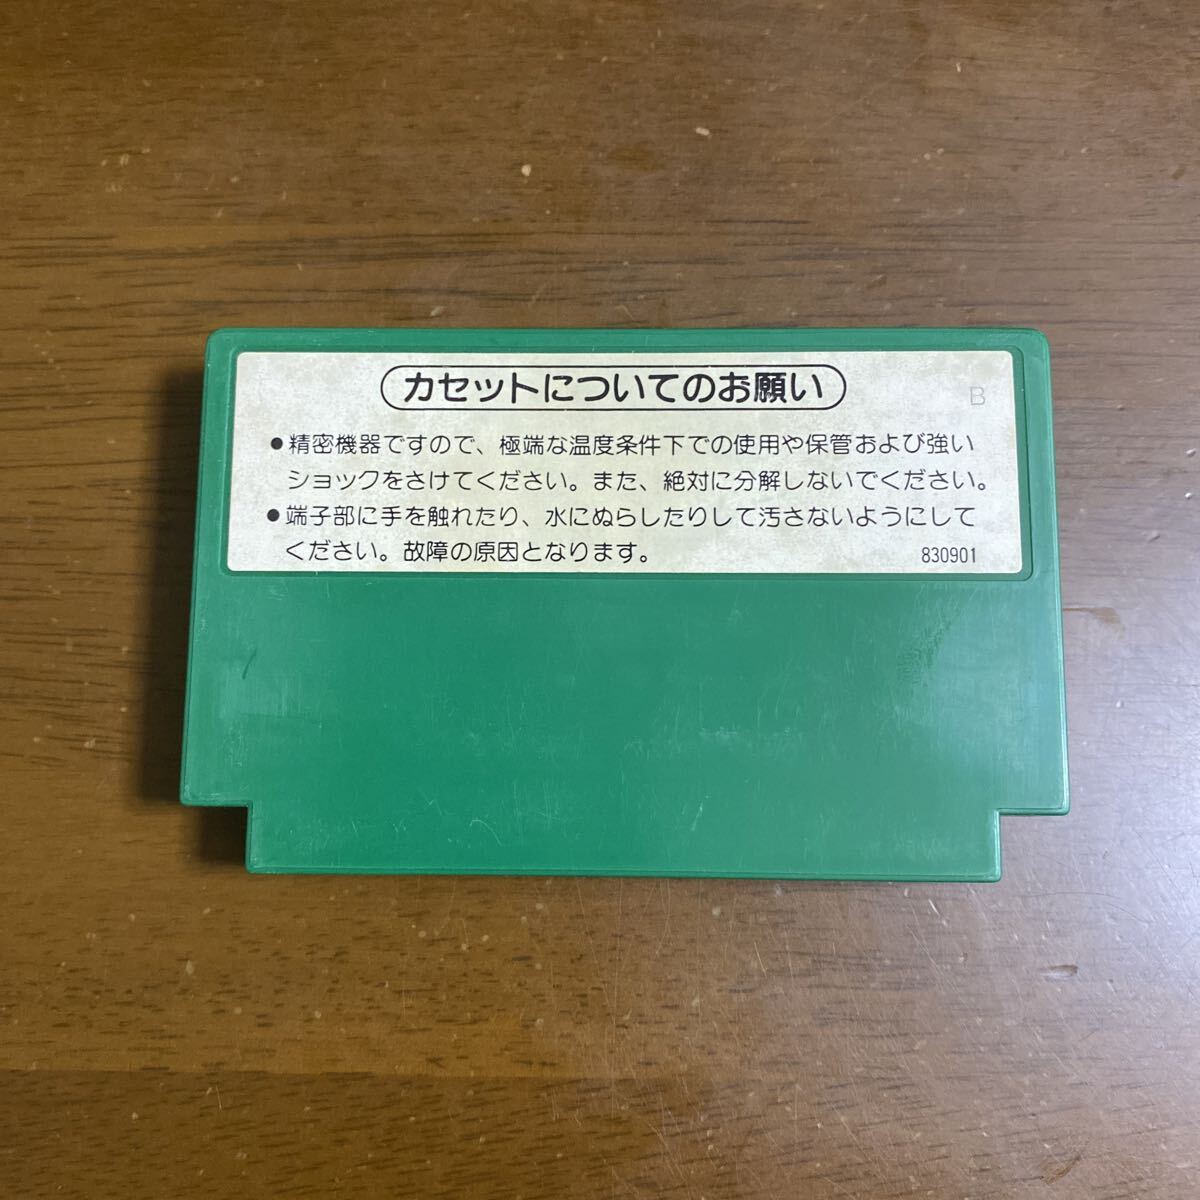 カセットについてのお願い
B
●精密機器ですので、極端な温度条件下での使用や保管および強い
ショックをさけてください。また、絶対に分解しないでください。
●端子部に手を触れたり、水にぬらしたりして汚さないようにして
ください。故障の原因となります。
830901